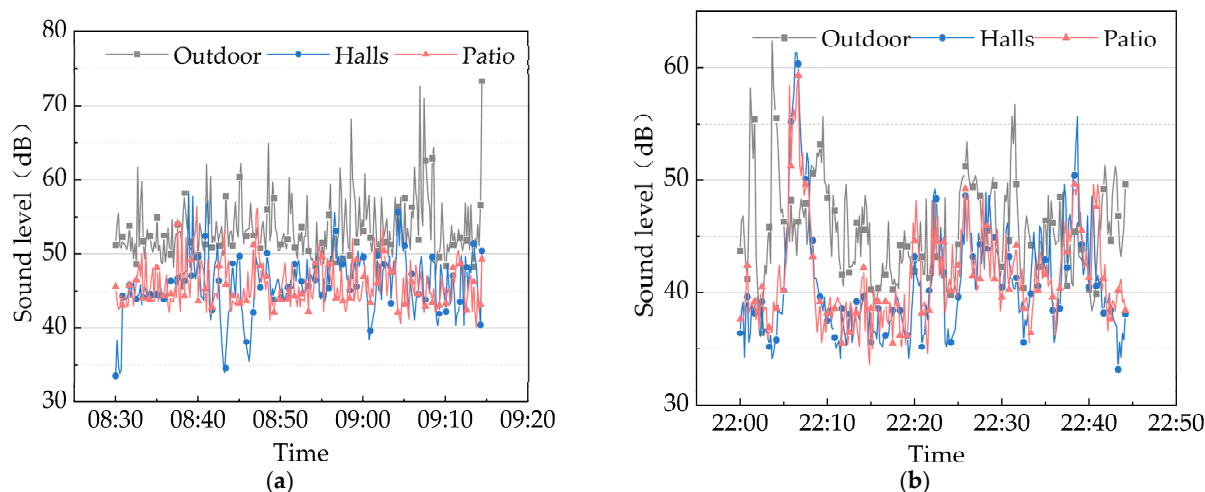 80
Outdoor Halls Patio
70
60
50
40
30
Sound level（dB）
08:30 08:40 08:50 09:00 09:10 09:20
Time
(a)
Outdoor Halls Patio
60
50
40
30
Sound level（dB）
22:00 22:10 22:20 22:30 22:40 22:50
Time
(b)